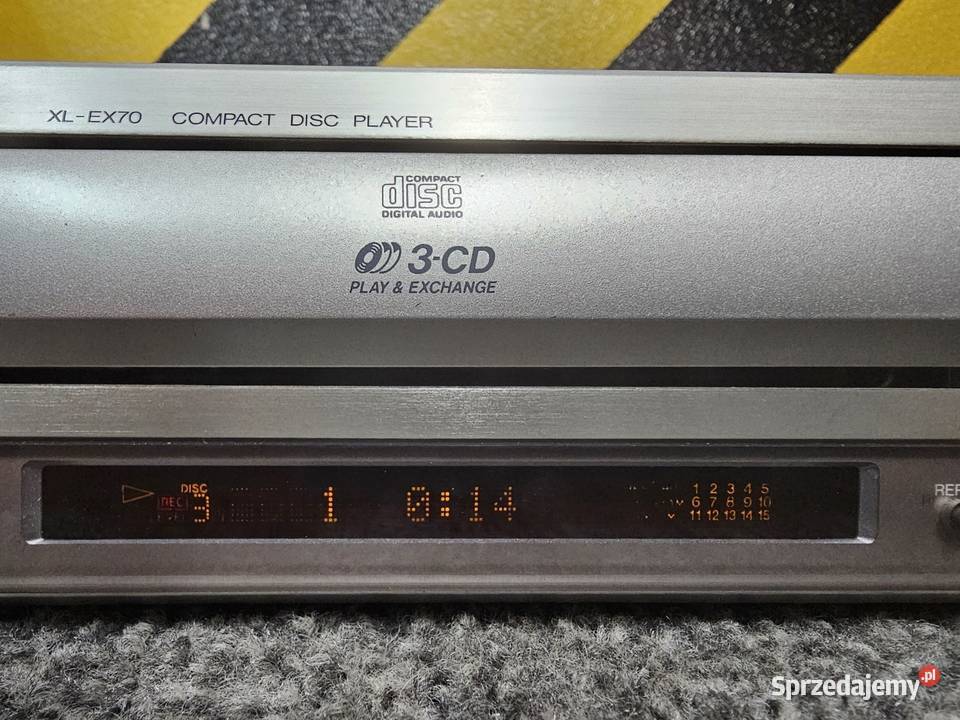 XL-EX70 COMPACT DISC PLAYER
COMPACT
disc
DIGITAL AUDIO
3-CD
PLAY & EXCHANGE
DISC
REC
3 1 0:14
1 2 3 4 5
6 7 8 9 10
11 12 13 14 15
Sprzedajemy.pl